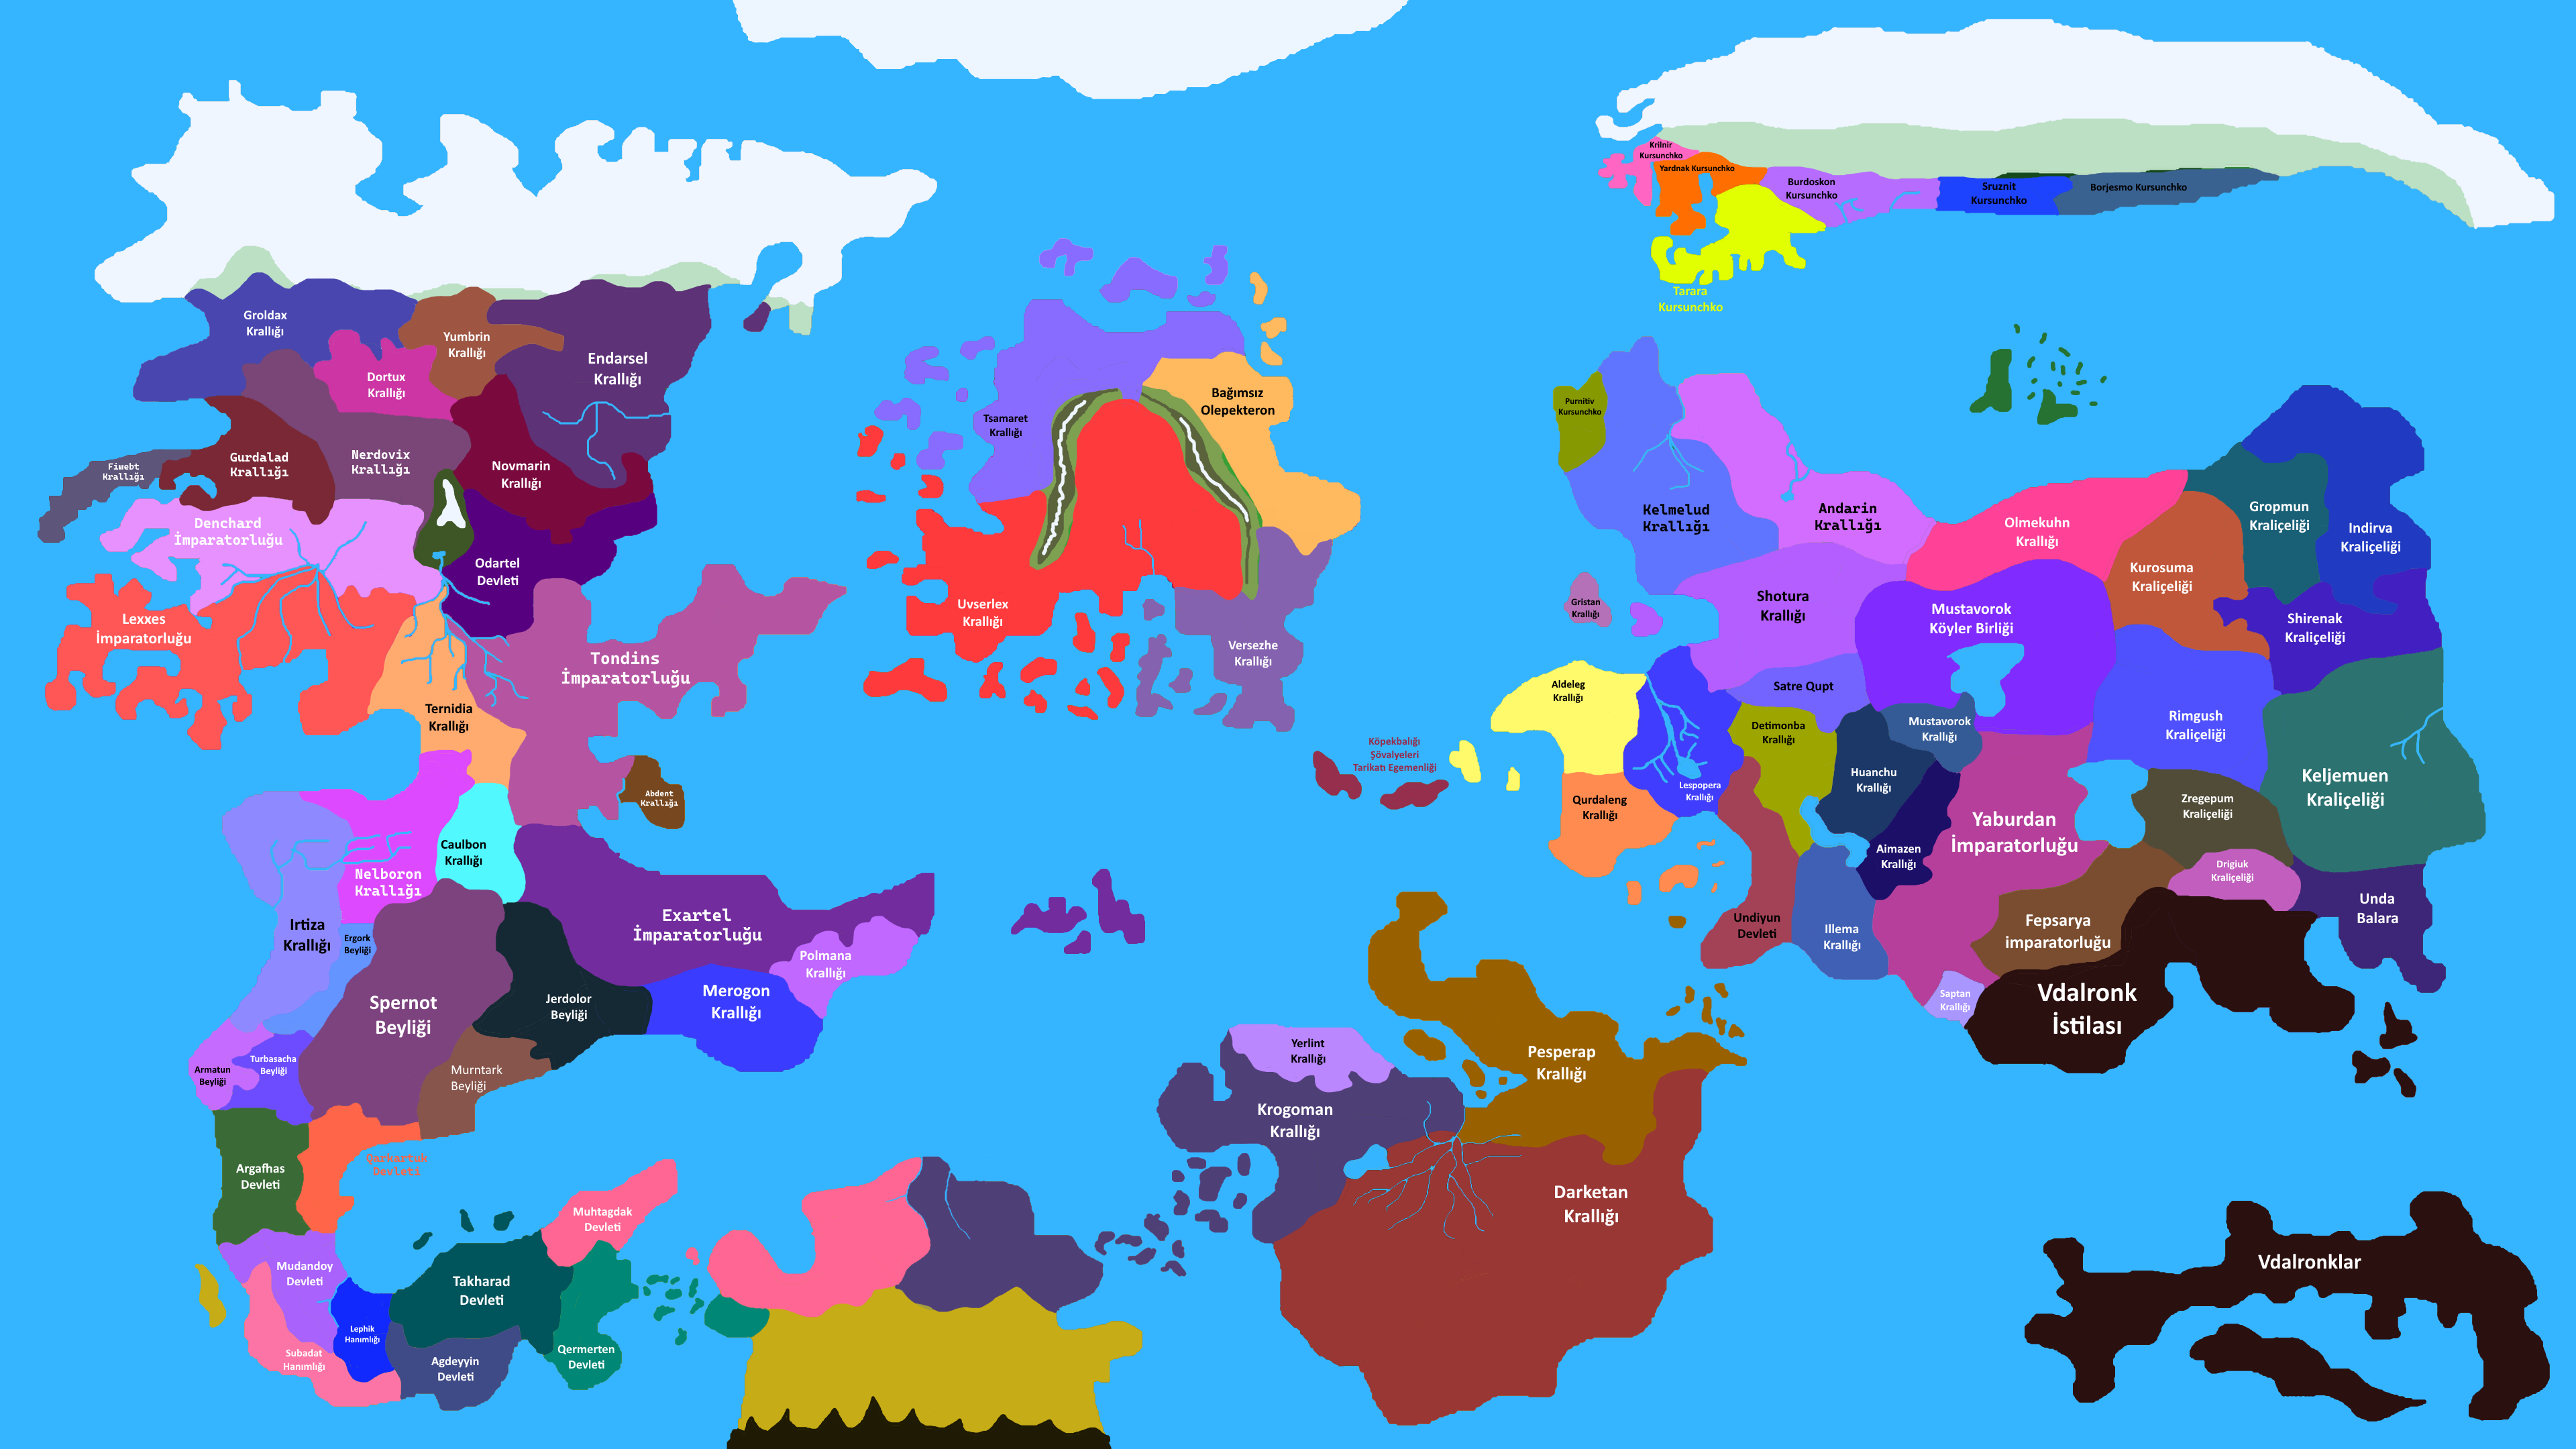 Krilnir
Kursunchko
Yardnak Kursunchko
Burdoskon
Kursunchko
Sruznit
Kursunchko
Borjesmo Kursunchko
Tarara
Kursunchko
Groldax
Krallığı
Yumbrin
Krallığı
Endarsel
Krallığı
Dortux
Krallığı
Fimebt
Krallığı
Gurdalad
Krallığı
Nerdovix
Krallığı
Novmarin
Krallığı
Denchard
İmparatorluğu
Odartel
Devleti
Lexxes
İmparatorluğu
Tondins
İmparatorluğu
Ternidia
Krallığı
Abdent
Krallığı
Caulbon
Krallığı
Nelboron
Krallığı
Irtiza
Krallığı
Ergork
Beyliği
Exartel
İmparatorluğu
Polmana
Krallığı
Spernot
Beyliği
Jerdolor
Beyliği
Merogon
Krallığı
Turbasacha
Beyliği
Armatun
Beyliği
Murntark
Beyliği
Argafhas
Devleti
Qarkartuk
Devleti
Muhtagdak
Devleti
Mudandoy
Devleti
Takharad
Devleti
Lephik
Hanımlığı
Subadat
Hanımlığı
Agdeyyin
Devleti
Qermerten
Devleti
Tsamaret
Krallığı
Bağımsız
Olepekteron
Uvserlex
Krallığı
Versezhe
Krallığı
Köpekbalığı
Şövalyeleri
Tarikatı Egemenliği
Purnitiv
Kursunchko
Kelmelud
Krallığı
Andarin
Krallığı
Olmekuhn
Krallığı
Gropmun
Kraliçeliği
Indirva
Kraliçeliği
Kurosuma
Kraliçeliği
Gristan
Krallığı
Shotura
Krallığı
Mustavorok
Köyler Birliği
Shirenak
Kraliçeliği
Aldeleg
Krallığı
Satre Qupt
Detimonba
Krallığı
Mustavorok
Krallığı
Rimgush
Kraliçeliği
Lespopera
Krallığı
Huanchu
Krallığı
Keljemuen
Kraliçeliği
Qurdaleng
Krallığı
Yaburdan
İmparatorluğu
Zregepum
Kraliçeliği
Aimazen
Krallığı
Drigiuk
Kraliçeliği
Undiyun
Devleti
Illema
Krallığı
Fepsarya
imparatorluğu
Unda
Balara
Saptan
Krallığı
Vdalronk
İstilası
Yerlint
Krallığı
Pesperap
Krallığı
Krogoman
Krallığı
Darketan
Krallığı
Vdalronklar